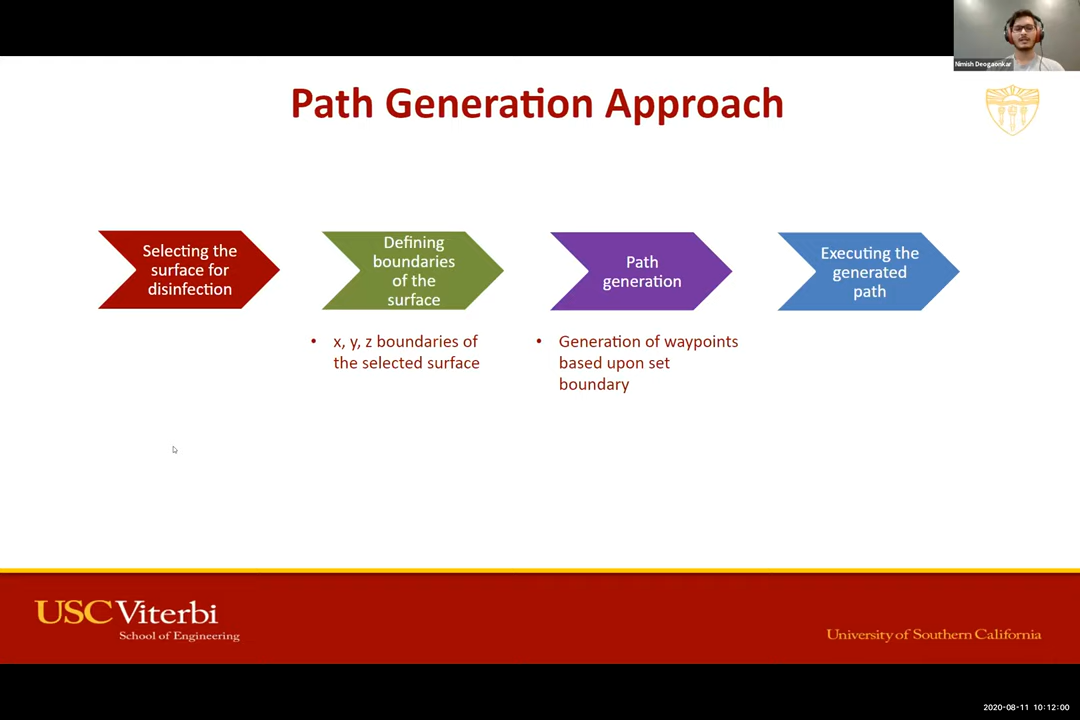 Nimish Deogaonkar
Path Generation Approach
Selecting the
surface for
disinfection
Defining
boundaries
of the
surface
Path
generation
Executing the
generated
path
• x, y, z boundaries of
the selected surface
• Generation of waypoints
based upon set
boundary
USC Viterbi
School of Engineering
University of Southern California
2020-08-11 10:12:00